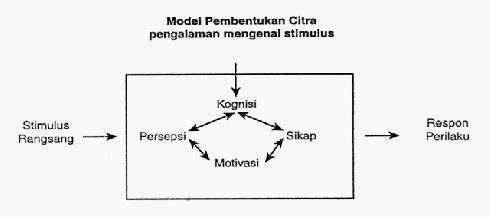 Model Pembentukan Citra
pengalaman mengenal stimulus
Kognisi
Stimulus
Rangsang
Persepsi
Sikap
Respon
Perilaku
Motivasi